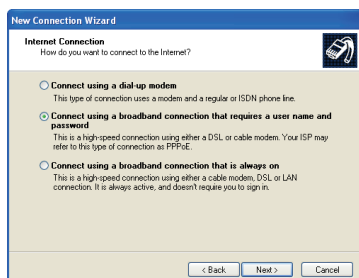 New Connection Wizard
Internet Connection
How do you want to connect to the Internet?
Connect using a dial-up modem
This type of connection uses a modem and a regular or ISDN phone line.
Connect using a broadband connection that requires a user name and
password
This is a high-speed connection using either a DSL or cable modem. Your ISP may
refer to this type of connection as PPPoE.
Connect using a broadband connection that is always on
This is a high-speed connection using either a cable modem, DSL or LAN
connection. It is always active, and doesn't require you to sign in.
< Back Next > Cancel